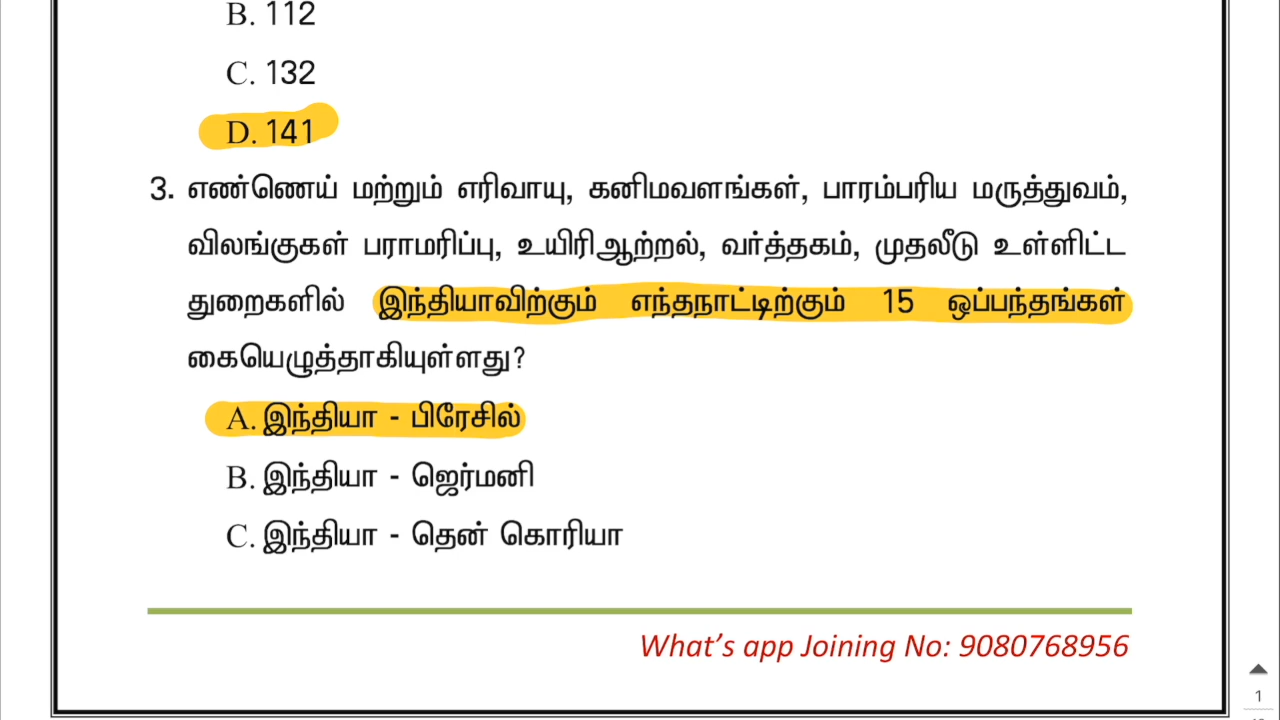 B. 112
C. 132
D. 141
3. எண்ணெய் மற்றும் எரிவாயு, கனிமவளங்கள், பாரம்பரிய மருத்துவம்,
விலங்குகள் பராமரிப்பு, உயிரிஆற்றல், வர்த்தகம், முதலீடு உள்ளிட்ட
துறைகளில் இந்தியாவிற்கும் எந்தநாட்டிற்கும் 15 ஒப்பந்தங்கள்
கையெழுத்தாகியுள்ளது?
A. இந்தியா - பிரேசில்
B. இந்தியா - ஜெர்மனி
C. இந்தியா - தென் கொரியா
What's app Joining No: 9080768956
1